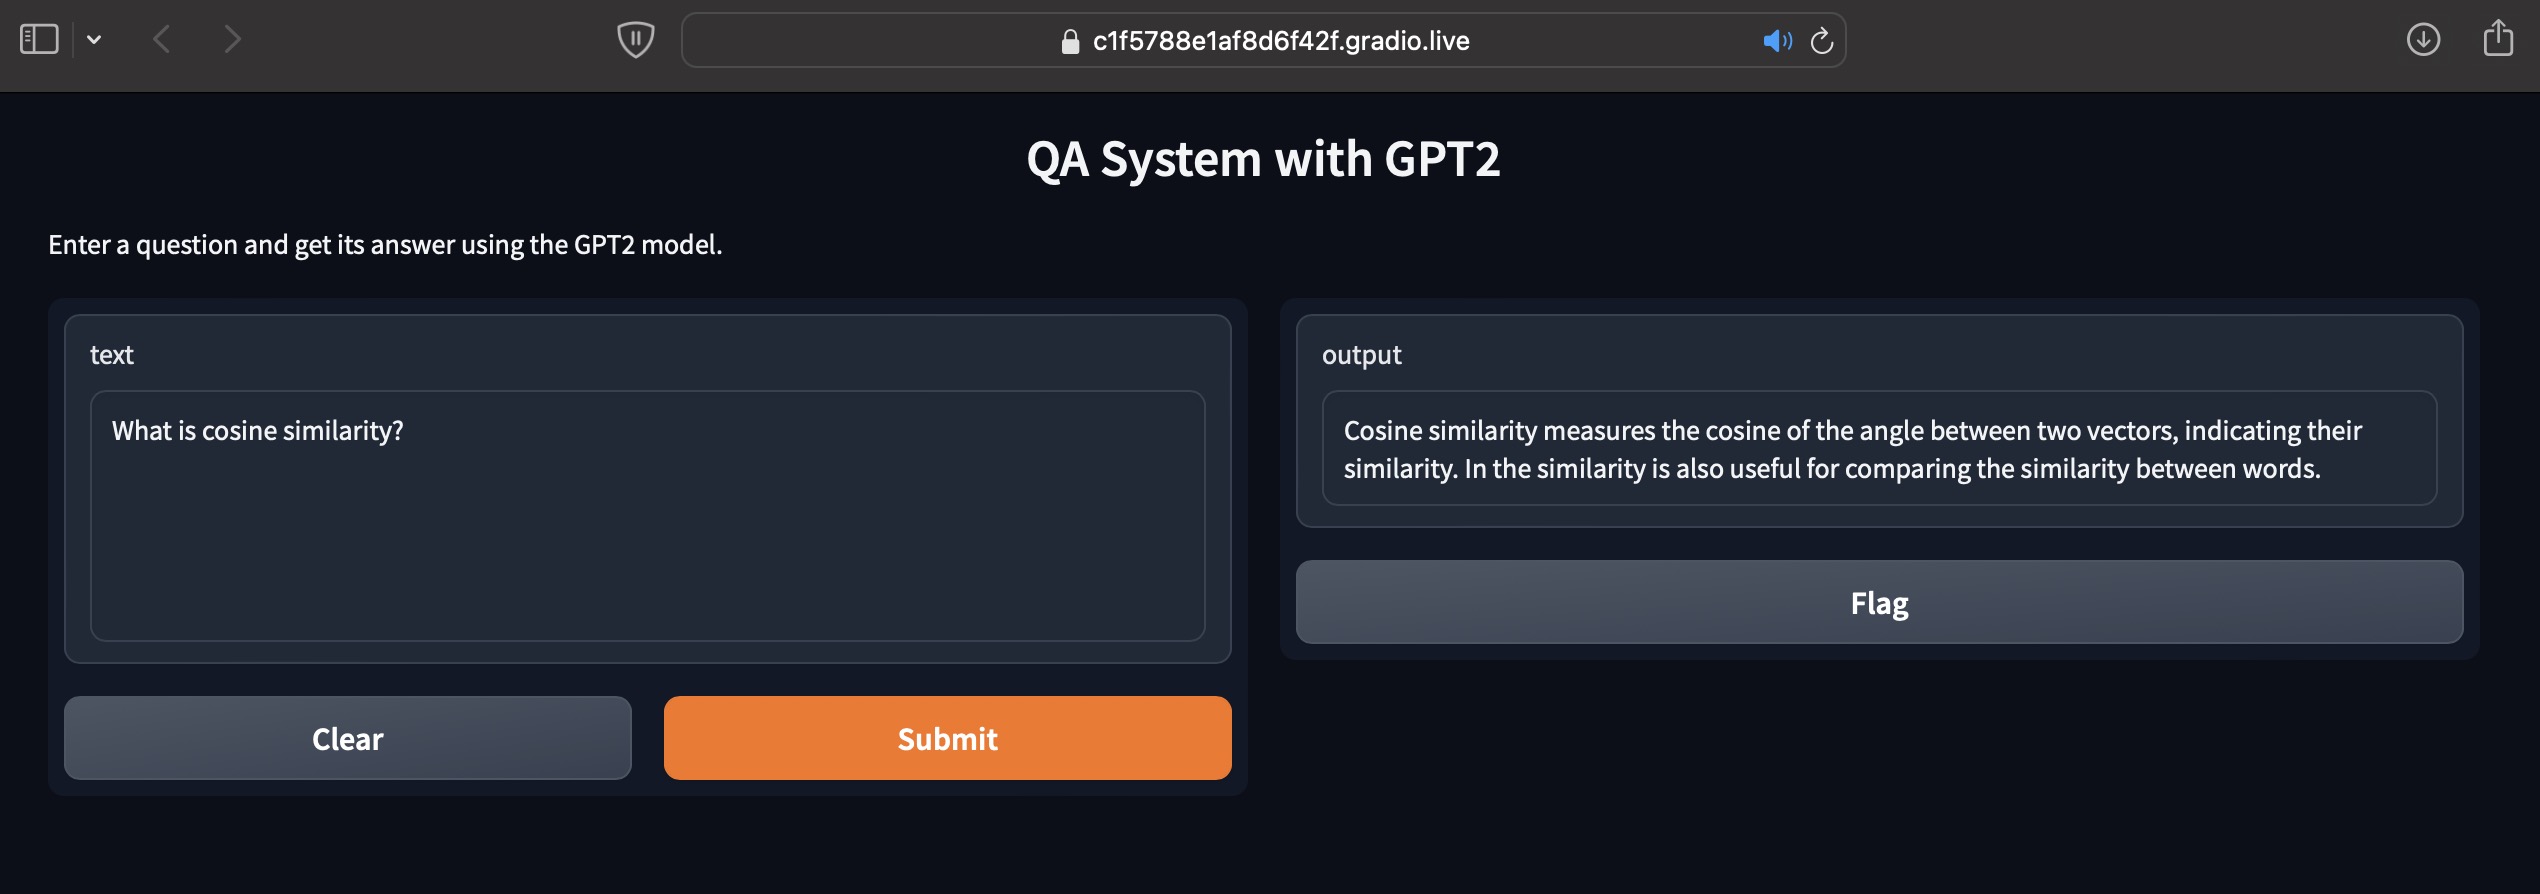 c1f5788e1af8d6f42f.gradio.live
QA System with GPT2
Enter a question and get its answer using the GPT2 model.
text
What is cosine similarity?
Clear
Submit
output
Cosine similarity measures the cosine of the angle between two vectors, indicating their
similarity. In the similarity is also useful for comparing the similarity between words.
Flag